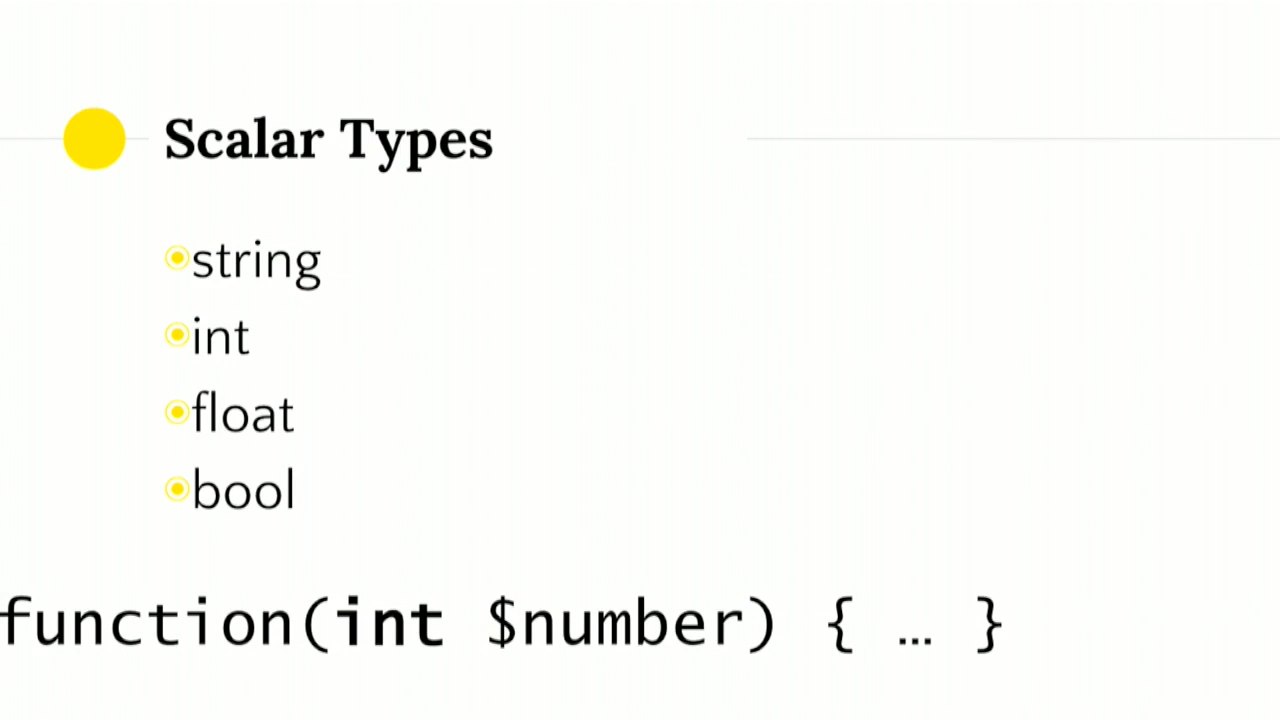 Scalar Types
string
int
float
bool
function(int $number) { … }